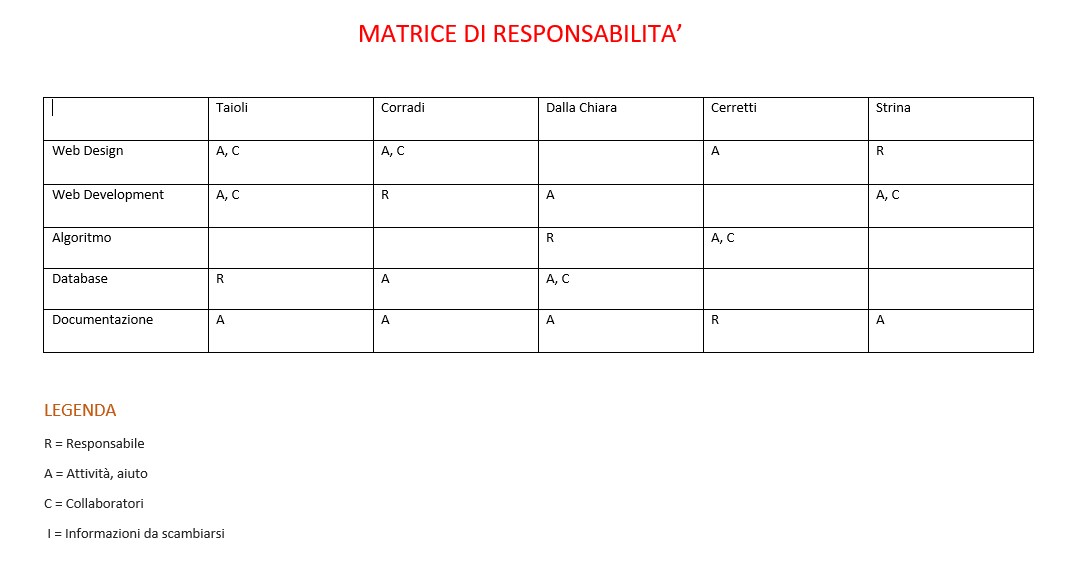 MATRICE DI RESPONSABILITA’
Taioli Corradi Dalla Chiara Cerretti Strina
Web Design A, C A, C A R
Web Development A, C R A A, C
Algoritmo R A, C
Database R A A, C
Documentazione A A A R A
LEGENDA
R = Responsabile
A = Attività, aiuto
C = Collaboratori
I = Informazioni da scambiarsi